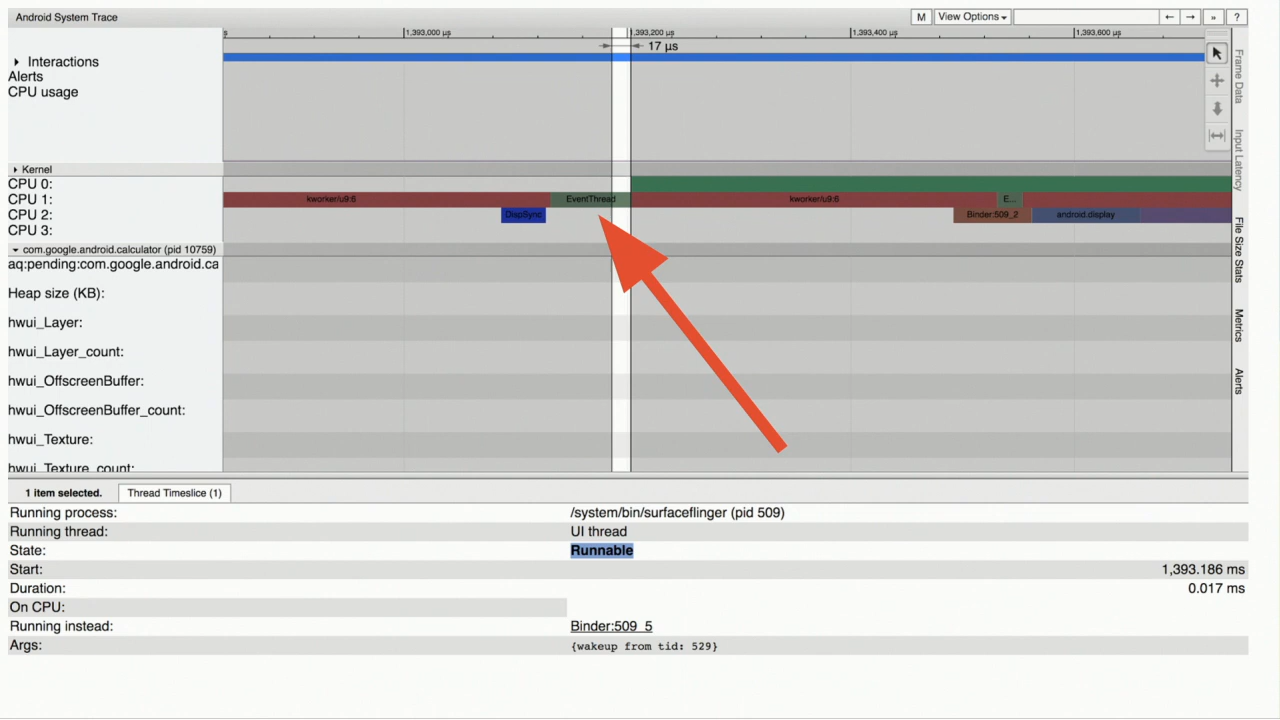 Android System Trace M View Options ← → » ?
s 1,393,000 µs 1,393,200 µs 1,393,400 µs 1,393,600 µs
17 µs
Interactions
Alerts
CPU usage
Kernel
CPU 0:
CPU 1: kworker/u9:6 EventThread kworker/u9:6 E...
CPU 2: DispSync Binder:509_2 android.display
CPU 3:
com.google.android.calculator (pid 10759)
aq:pending:com.google.android.ca
Heap size (KB):
hwui_Layer:
hwui_Layer_count:
hwui_OffscreenBuffer:
hwui_OffscreenBuffer_count:
hwui_Texture:
hwui_Texture_count:
Frame Data
Input Latency
File Size Stats
Metrics
Alerts
1 item selected. Thread Timeslice (1)
Running process: /system/bin/surfaceflinger (pid 509)
Running thread: UI thread
State: Runnable
Start: 1,393.186 ms
Duration: 0.017 ms
On CPU:
Running instead: Binder:509_5
Args: {wakeup from tid: 529}